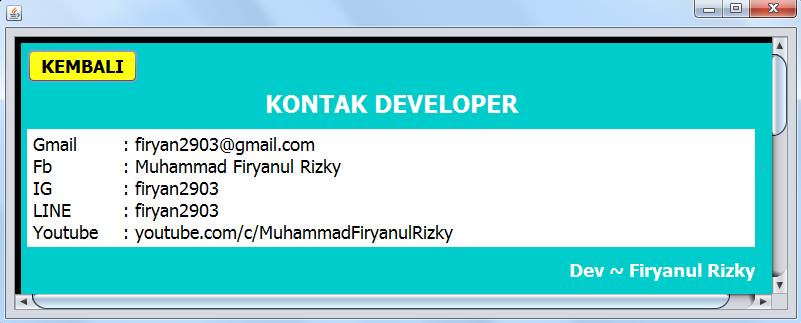 KEMBALI
KONTAK DEVELOPER
Gmail : firyan2903@gmail.com
Fb : Muhammad Firyanul Rizky
IG : firyan2903
LINE : firyan2903
Youtube : youtube.com/c/MuhammadFiryanulRizky
Dev ~ Firyanul Rizky